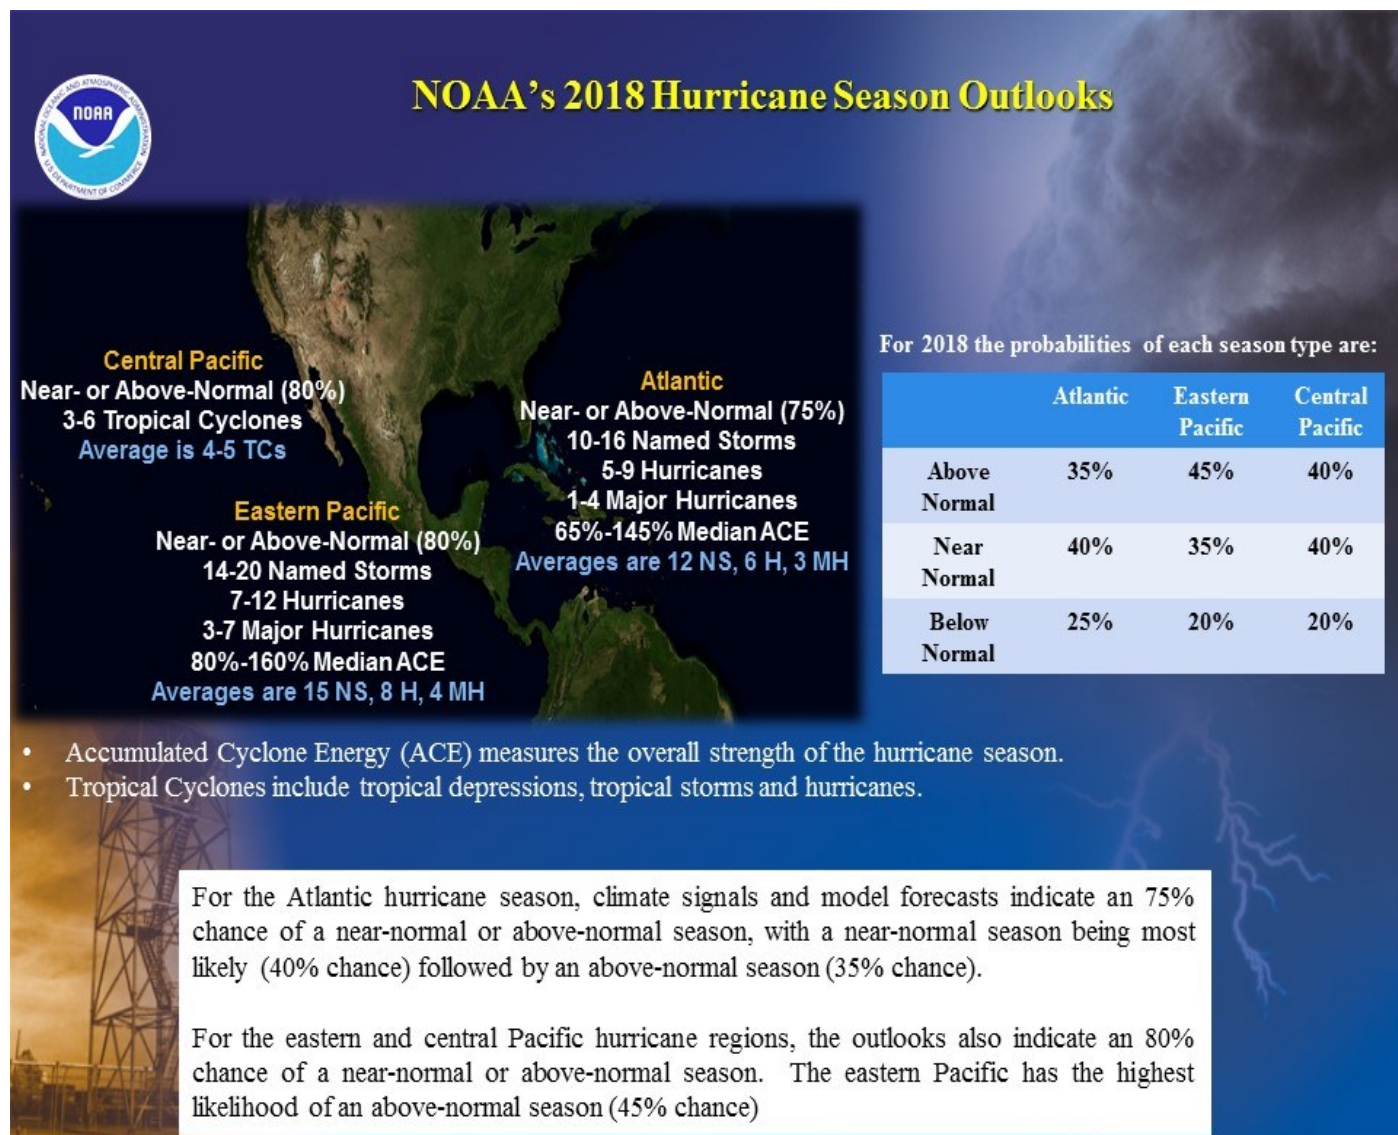 NATIONAL OCEANIC AND ATMOSPHERIC ADMINISTRATION
NOAA
U.S. DEPARTMENT OF COMMERCE
NOAA's 2018 Hurricane Season Outlooks
Central Pacific
Near- or Above-Normal (80%)
3-6 Tropical Cyclones
Average is 4-5 TCs
Eastern Pacific
Near- or Above-Normal (80%)
14-20 Named Storms
7-12 Hurricanes
3-7 Major Hurricanes
80%-160% Median ACE
Averages are 15 NS, 8 H, 4 MH
Atlantic
Near- or Above-Normal (75%)
10-16 Named Storms
5-9 Hurricanes
1-4 Major Hurricanes
65%-145% Median ACE
Averages are 12 NS, 6 H, 3 MH
For 2018 the probabilities of each season type are:
Atlantic Eastern Pacific Central Pacific
Above Normal 35% 45% 40%
Near Normal 40% 35% 40%
Below Normal 25% 20% 20%
• Accumulated Cyclone Energy (ACE) measures the overall strength of the hurricane season.
• Tropical Cyclones include tropical depressions, tropical storms and hurricanes.
For the Atlantic hurricane season, climate signals and model forecasts indicate an 75%
chance of a near-normal or above-normal season, with a near-normal season being most
likely (40% chance) followed by an above-normal season (35% chance).
For the eastern and central Pacific hurricane regions, the outlooks also indicate an 80%
chance of a near-normal or above-normal season. The eastern Pacific has the highest
likelihood of an above-normal season (45% chance)